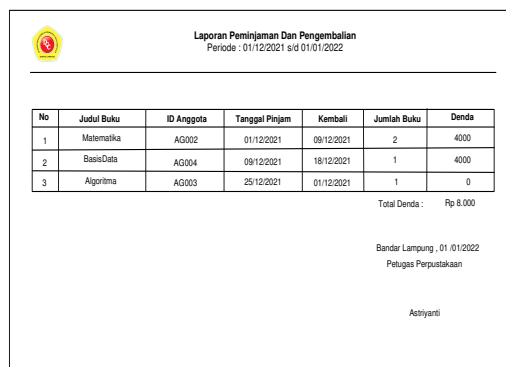 Laporan Peminjaman Dan Pengembalian
Periode : 01/12/2021 s/d 01/01/2022
No Judul Buku ID Anggota Tanggal Pinjam Kembali Jumlah Buku Denda
1 Matematika AG002 01/12/2021 09/12/2021 2 4000
2 BasisData AG004 09/12/2021 18/12/2021 1 4000
3 Algoritma AG003 25/12/2021 01/12/2021 1 0
Total Denda : Rp 8.000
Bandar Lampung , 01 /01/2022
Petugas Perpustakaan
Astriyanti